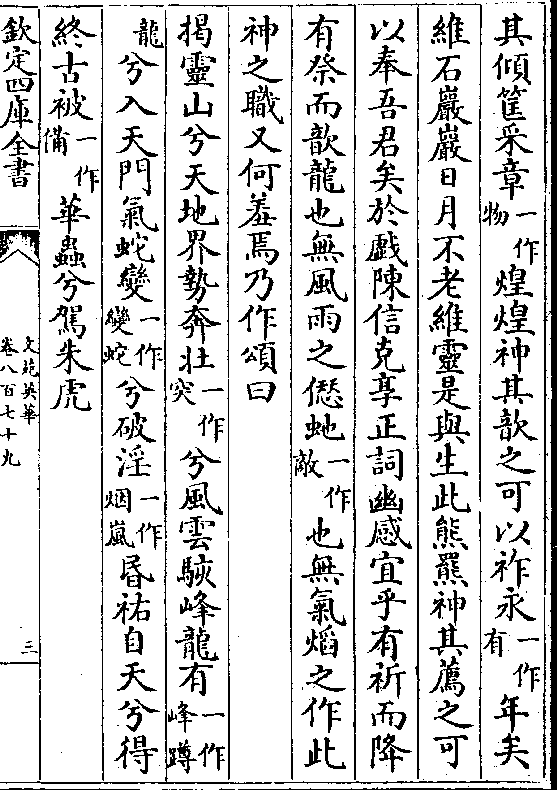 其傾筐采章一作物煌煌神其歆之可以祚永一作有年矣
維石巖巖日月不老維靈是與生此熊羆神其薦之可
以奉吾君矣於戲陳信克享正詞幽感宜乎有祈而降
有祭而歆龍也無風雨之愆虵一作敵也無氣熖之作此
神之職又何羞焉乃作頌曰
揭靈山兮天地界勢奔壯一作突兮風雲駭峰龍有一作峰蹲
龍兮入天門氣蛇變一作變蛇兮破淫一作烟嵐昬祐自天兮得
終古被一作備華蟲兮駕朱虎
欽定四庫全書
文苑英華
卷八百七十九
三